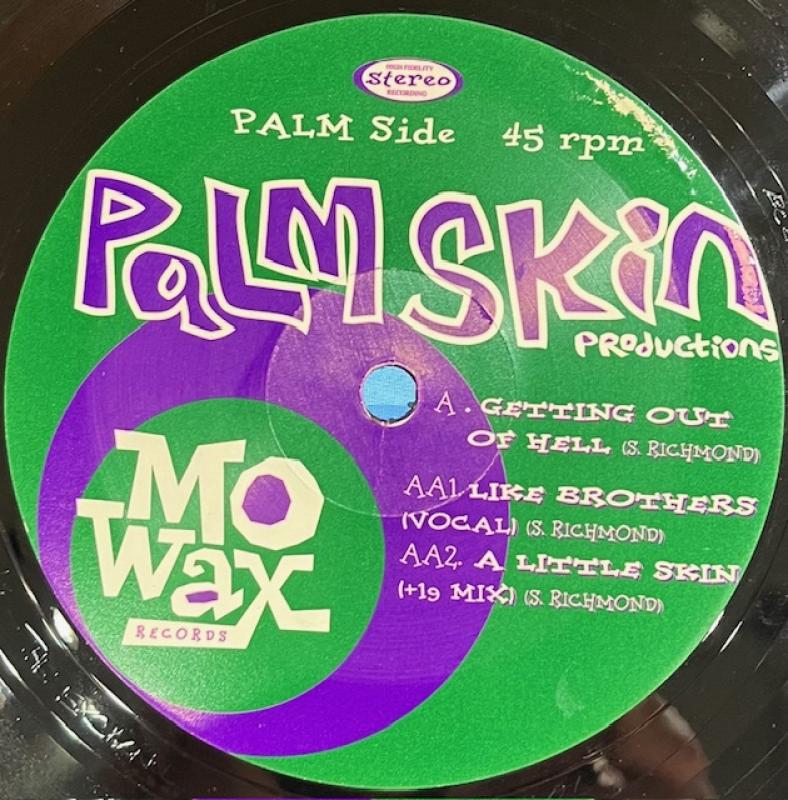 HIGH FIDELITY
Stereo
RECORDING
PALM Side 45 rpm
PaLM SKiN
PRODUCTIONS
A. GETTING OUT
OF HELL (S. RICHMOND)
AA1. LIKE BROTHERS
(VOCAL) (S. RICHMOND)
AA2. A LITTLE SKIN
(+19 MIX) (S. RICHMOND)
MO
Wax
RECORDS